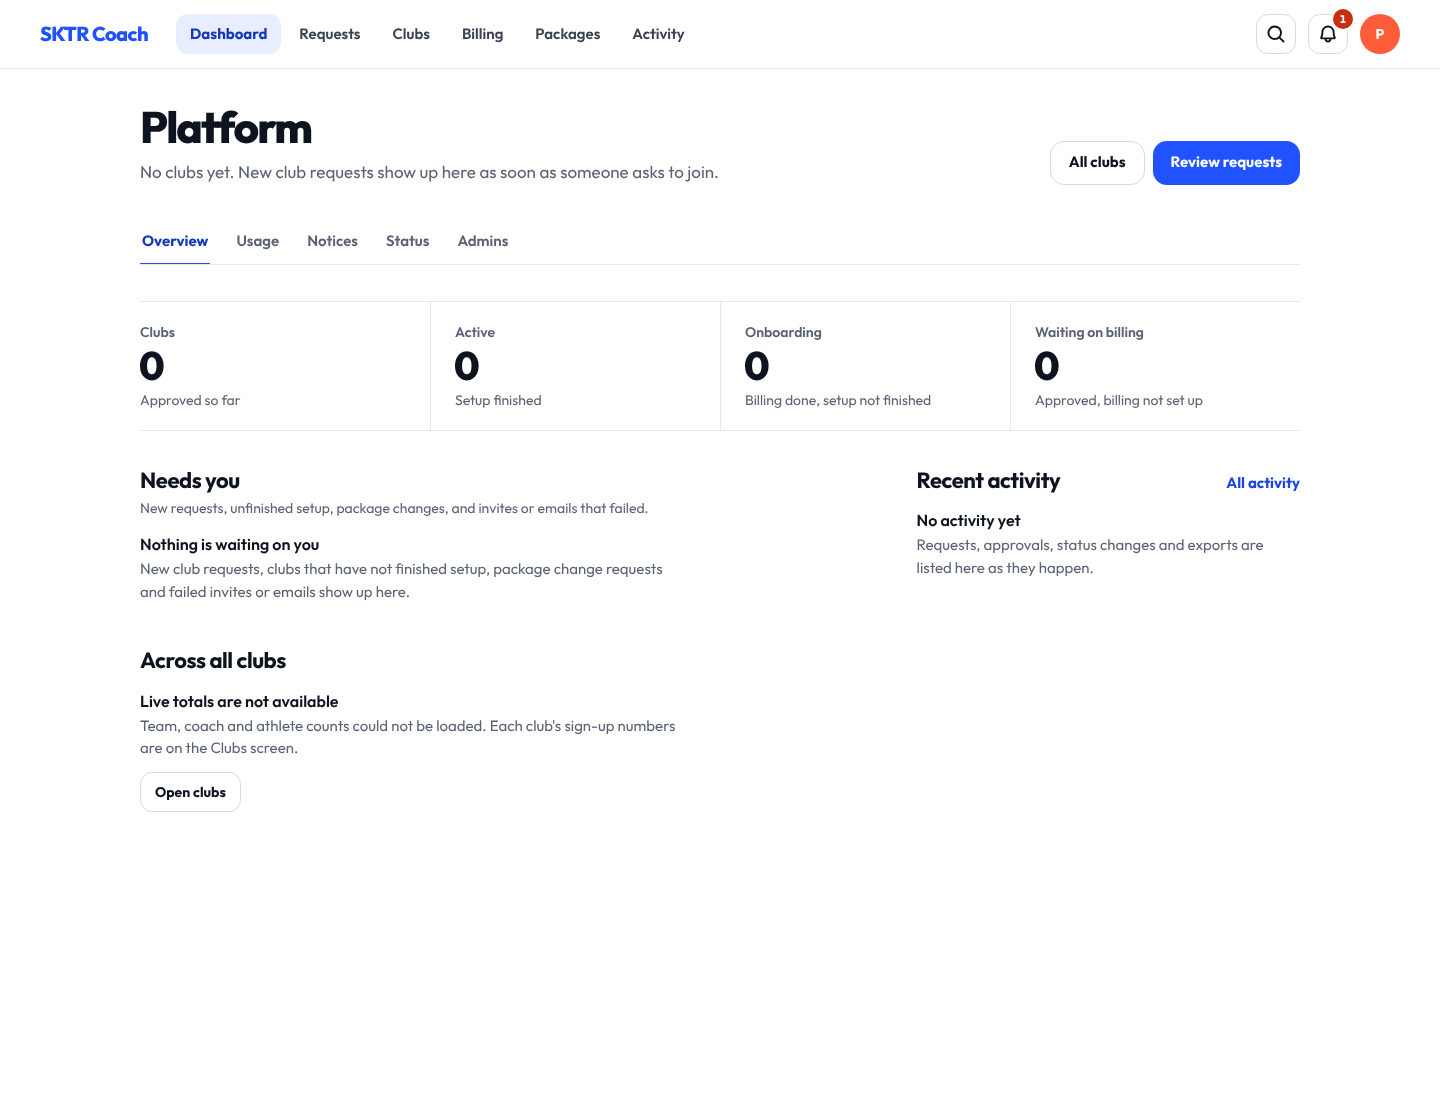 SKTR Coach
Dashboard
Requests
Clubs
Billing
Packages
Activity
1
P
Platform
No clubs yet. New club requests show up here as soon as someone asks to join.
All clubs
Review requests
Overview
Usage
Notices
Status
Admins
Clubs
0
Approved so far
Active
0
Setup finished
Onboarding
0
Billing done, setup not finished
Waiting on billing
0
Approved, billing not set up
Needs you
New requests, unfinished setup, package changes, and invites or emails that failed.
Nothing is waiting on you
New club requests, clubs that have not finished setup, package change requests
and failed invites or emails show up here.
Recent activity
All activity
No activity yet
Requests, approvals, status changes and exports are
listed here as they happen.
Across all clubs
Live totals are not available
Team, coach and athlete counts could not be loaded. Each club's sign-up numbers
are on the Clubs screen.
Open clubs